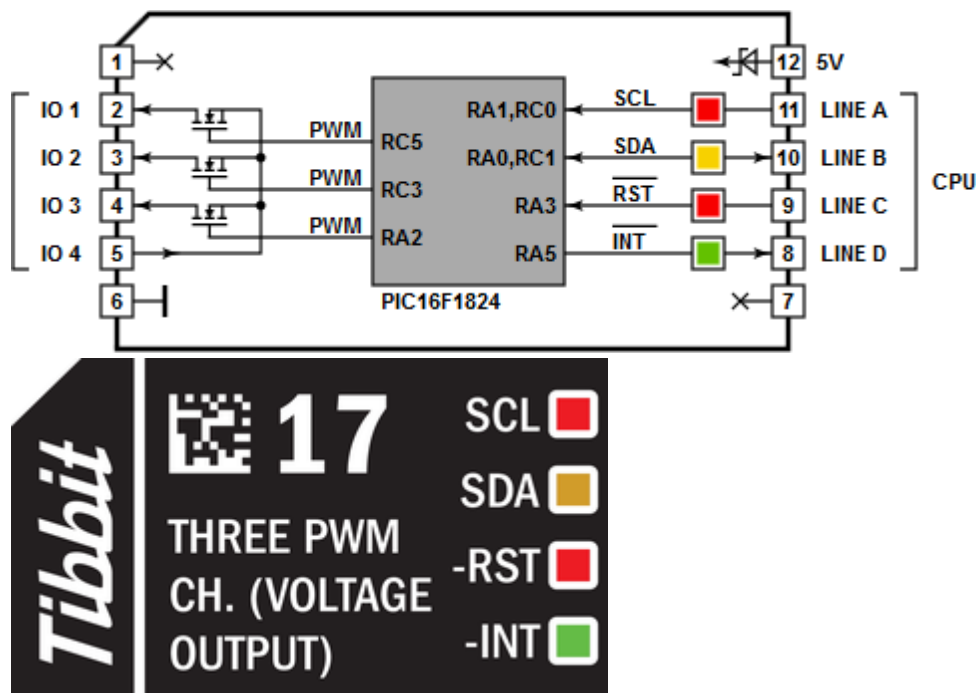 1 12 5V
IO 1 2 PWM RC5 RA1,RC0 SCL 11 LINE A
IO 2 3 PWM RC3 RA0,RC1 SDA 10 LINE B CPU
IO 3 4 PWM RA2 RA3 RST 9 LINE C
IO 4 5 RA5 INT 8 LINE D
6 PIC16F1824 7
Tibbit
17
THREE PWM
CH. (VOLTAGE
OUTPUT)
SCL
SDA
-RST
-INT